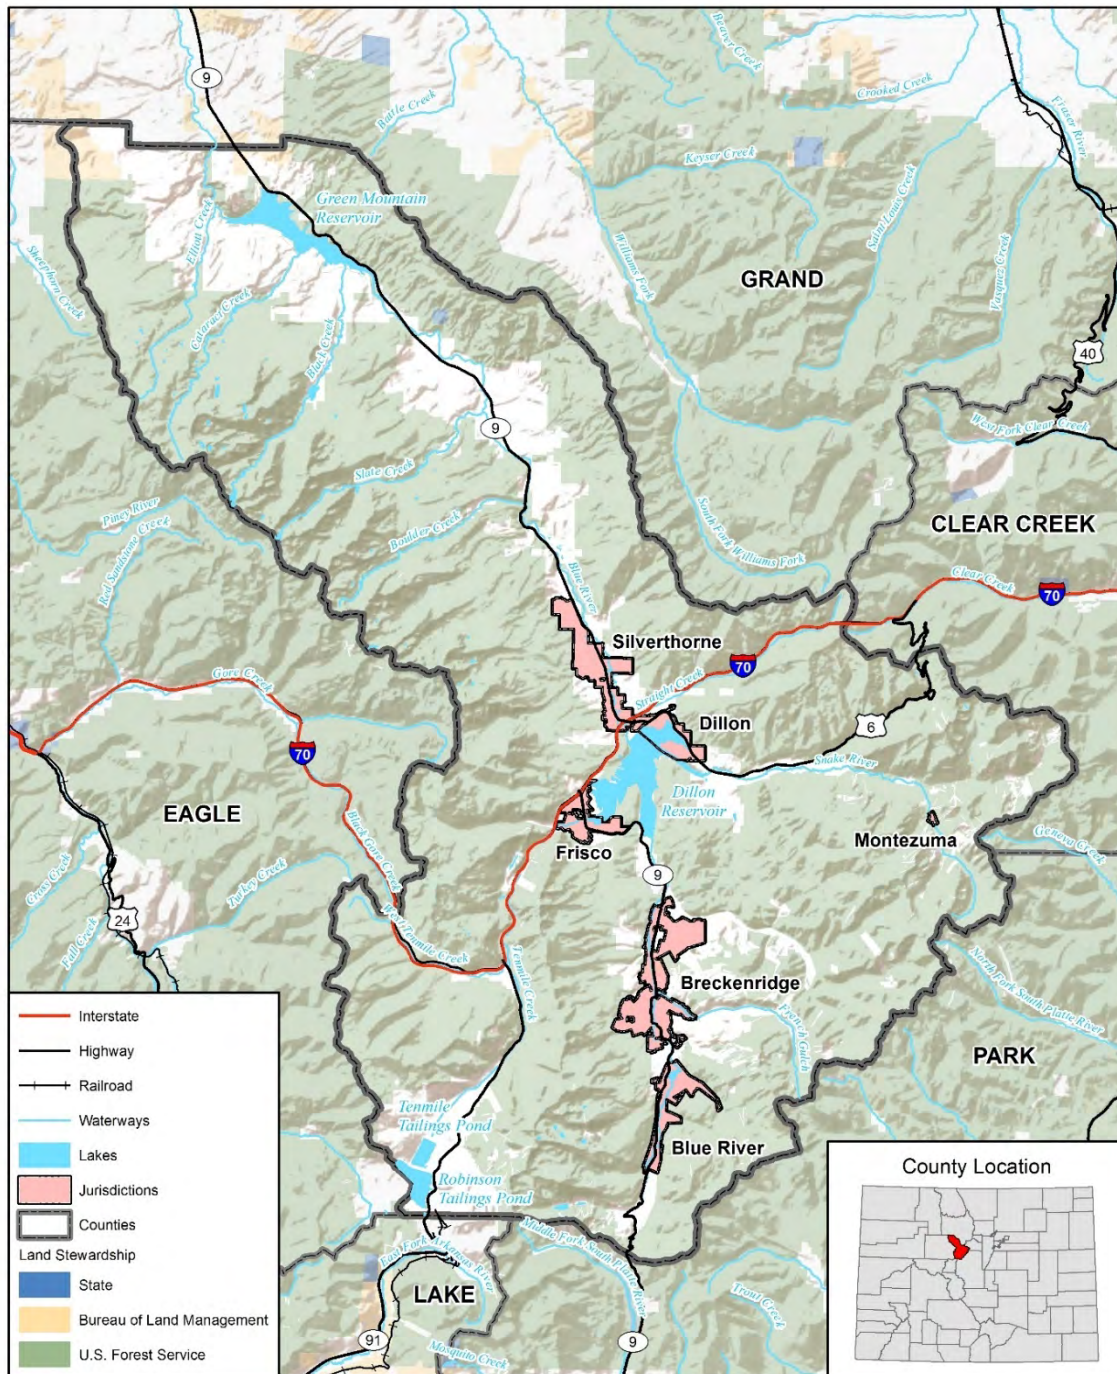 9
Beaver Creek
Crooked Creek
Fraser River
Battle Creek
Keyser Creek
Saint Louis Creek
Green Mountain
Reservoir
Elliott Creek
Sheephorn Creek
Williams Fork
GRAND
Vasquez Creek
Cataract Creek
Black Creek
40
9
West Fork Clear Creek
Slate Creek
Piney River
Red Sandstone Creek
Boulder Creek
South Fork Williams Fork
CLEAR CREEK
Blue River
Clear Creek
70
Silverthorne
70
Straight Creek
Gore Creek
Dillon
6
70
Snake River
EAGLE
Dillon
Reservoir
Black Gore Creek
Montezuma
Geneva Creek
Frisco
Cross Creek
Turkey Creek
9
24
Fall Creek
West Tenmile Creek
Tenmile Creek
Breckenridge
North Fork South Platte River
French Gulch
PARK
Tenmile
Tailings Pond
Blue River
Robinson
Tailings Pond
East Fork Arkansas River
Middle Fork South Platte River
LAKE
Trout Creek
91
Mosquito Creek
9
Interstate
Highway
Railroad
Waterways
Lakes
Jurisdictions
Counties
Land Stewardship
State
Bureau of Land Management
U.S. Forest Service
County Location